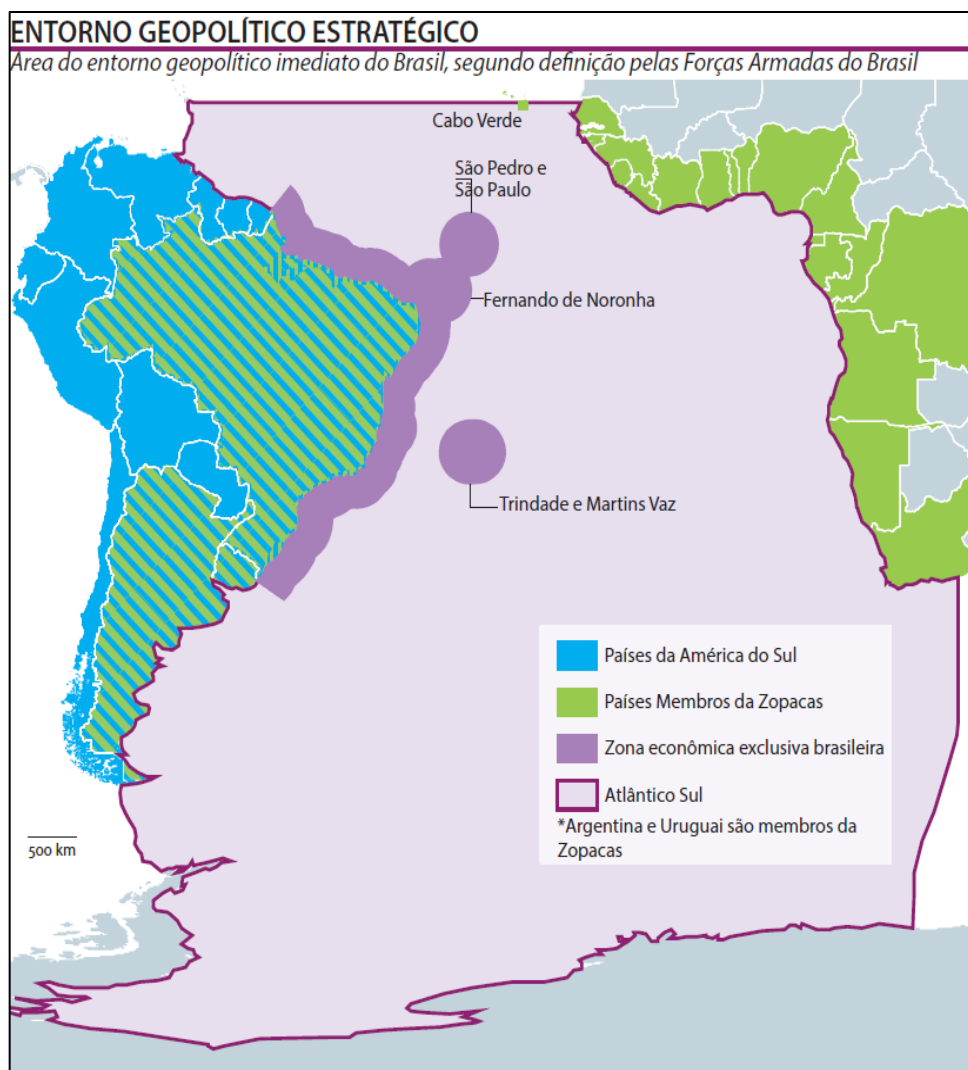 ENTORNO GEOPOLÍTICO ESTRATÉGICO
Área do entorno geopolítico imediato do Brasil, segundo definição pelas Forças Armadas do Brasil
Cabo Verde
São Pedro e
São Paulo
Fernando de Noronha
Trindade e Martins Vaz
Países da América do Sul
Países Membros da Zopacas
Zona econômica exclusiva brasileira
Atlântico Sul
*Argentina e Uruguai são membros da
Zopacas
500 km